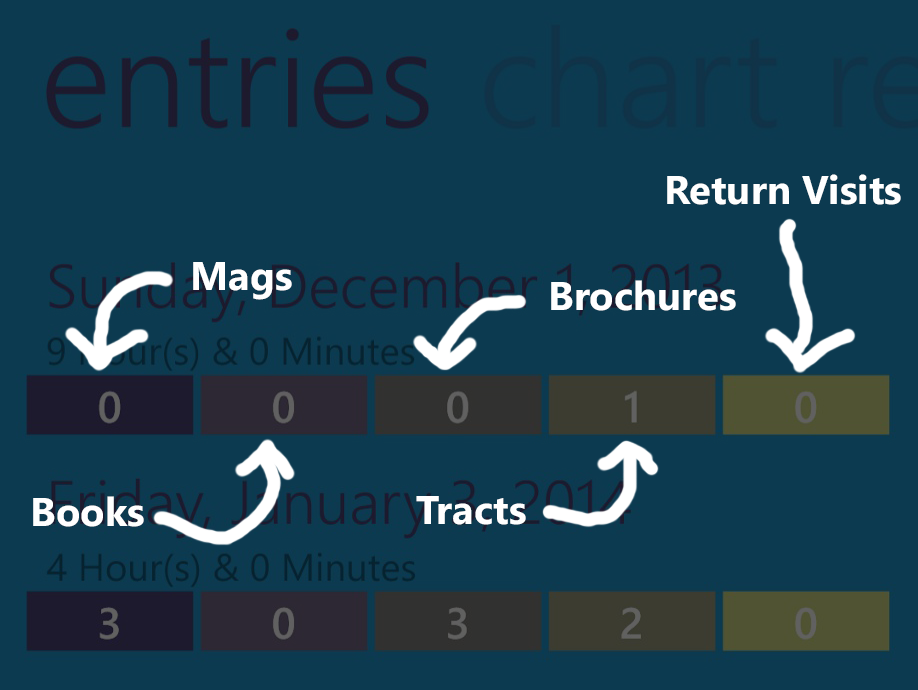 entries chart re
Return Visits
Sunday, December 1, 2013
Mags
Brochures
9 Hour(s) & 0 Minutes
0 0 0 1 0
Friday, January 3, 2014
Books
Tracts
4 Hour(s) & 0 Minutes
3 0 3 2 0